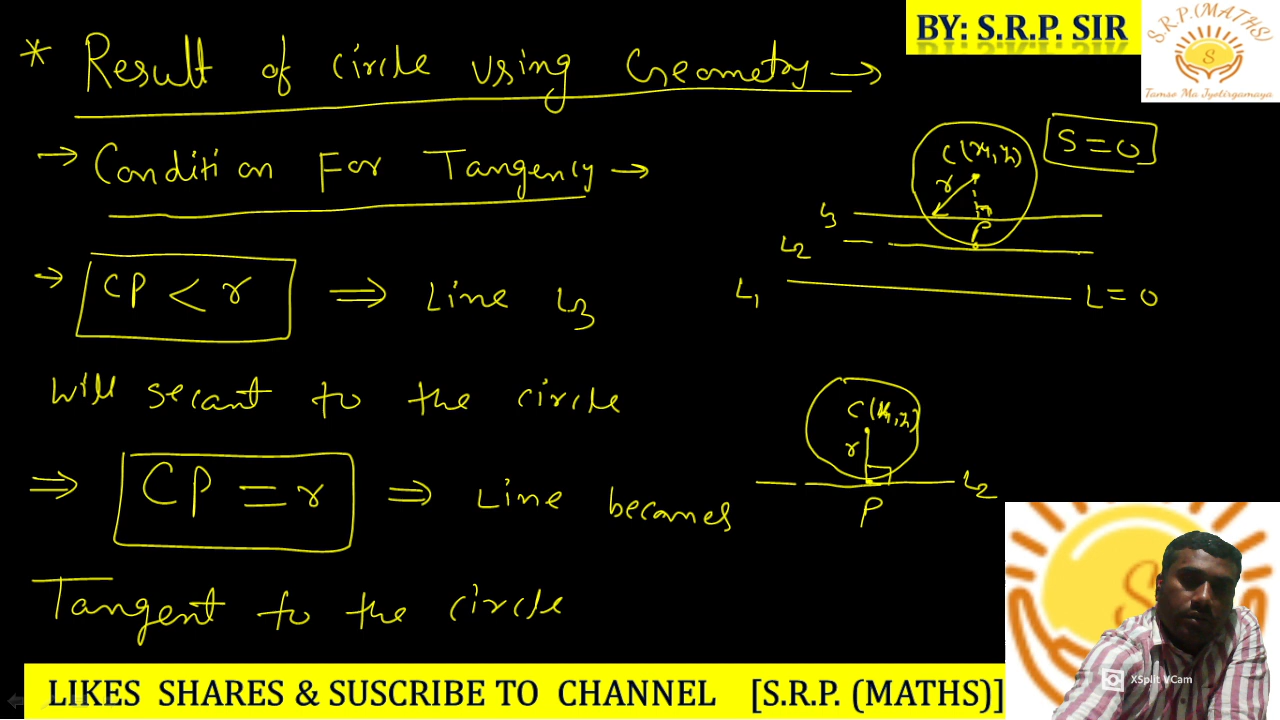 BY: S.R.P. SIR
S.R.P.(MATHS)
S
Tamso Ma Jyotirgamaya
* Result of circle using Geometry →
→ Condition For Tangency →
C(x1, y1)
S = 0
r
P
L3
L2
L1
L = 0
→ CP < r ⇒ Line L3
will secant to the circle
C(x1, y1)
r
L2
P
⇒ CP = r ⇒ Line becomes
Tangent to the circle
XSplit VCam
LIKES SHARES & SUSCRIBE TO CHANNEL [S.R.P. (MATHS)]